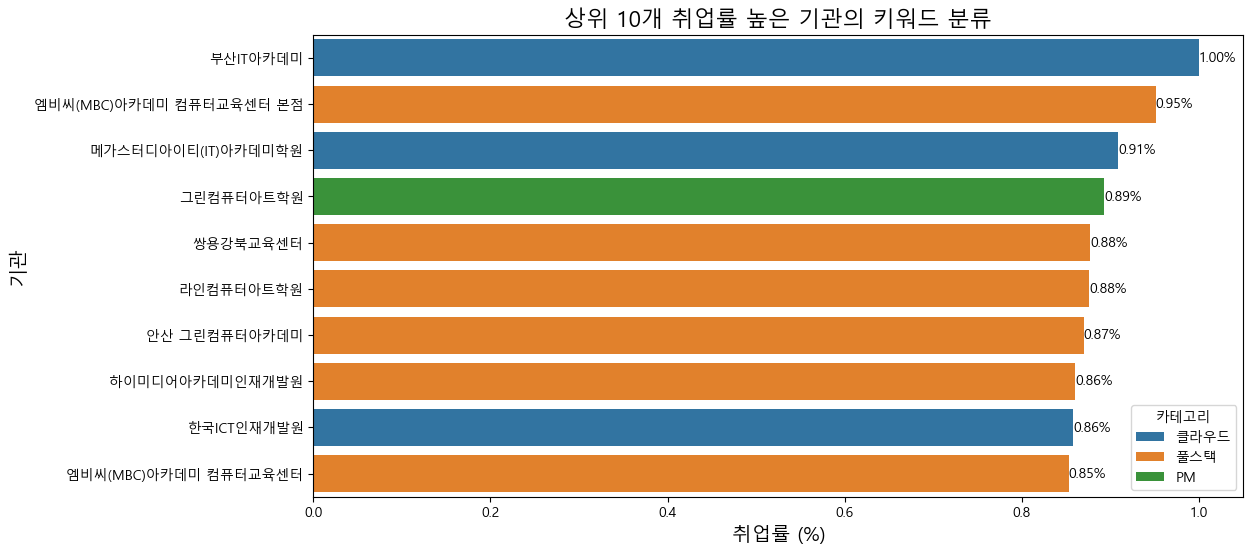 상위 10개 취업률 높은 기관의 키워드 분류
기관
부산IT아카데미
1.00%
엠비씨(MBC)아카데미 컴퓨터교육센터 본점
0.95%
메가스터디아이티(IT)아카데미학원
0.91%
그린컴퓨터아트학원
0.89%
쌍용강북교육센터
0.88%
라인컴퓨터아트학원
0.88%
안산 그린컴퓨터아카데미
0.87%
하이미디어아카데미인재개발원
0.86%
한국ICT인재개발원
0.86%
엠비씨(MBC)아카데미 컴퓨터교육센터
0.85%
카테고리
클라우드
풀스택
PM
0.0 0.2 0.4 0.6 0.8 1.0
취업률 (%)